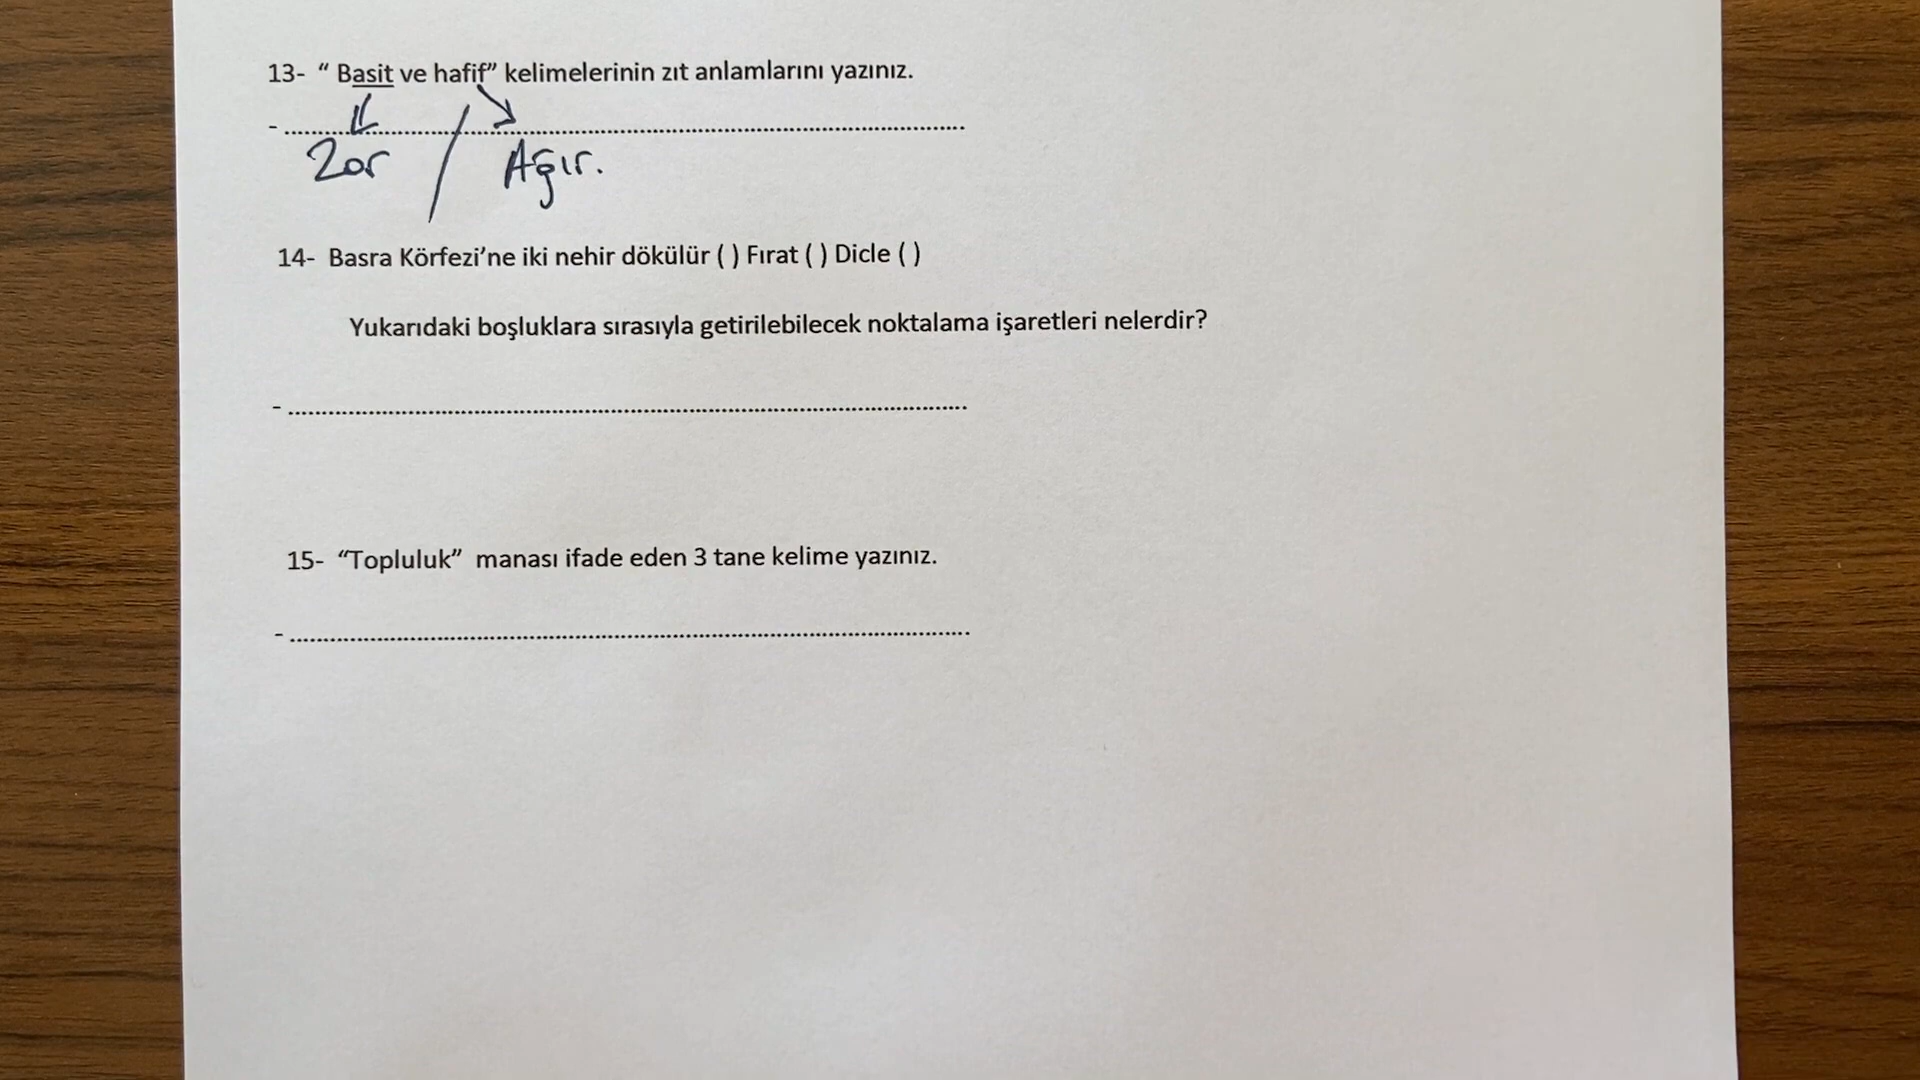 13- “ Basit ve hafif” kelimelerinin zıt anlamlarını yazınız.
- ........................................................................................................
Zor / Ağır.
14- Basra Körfezi’ne iki nehir dökülür ( ) Fırat ( ) Dicle ( )
Yukarıdaki boşluklara sırasıyla getirilebilecek noktalama işaretleri nelerdir?
- ........................................................................................................
15- “Topluluk” manası ifade eden 3 tane kelime yazınız.
- ........................................................................................................